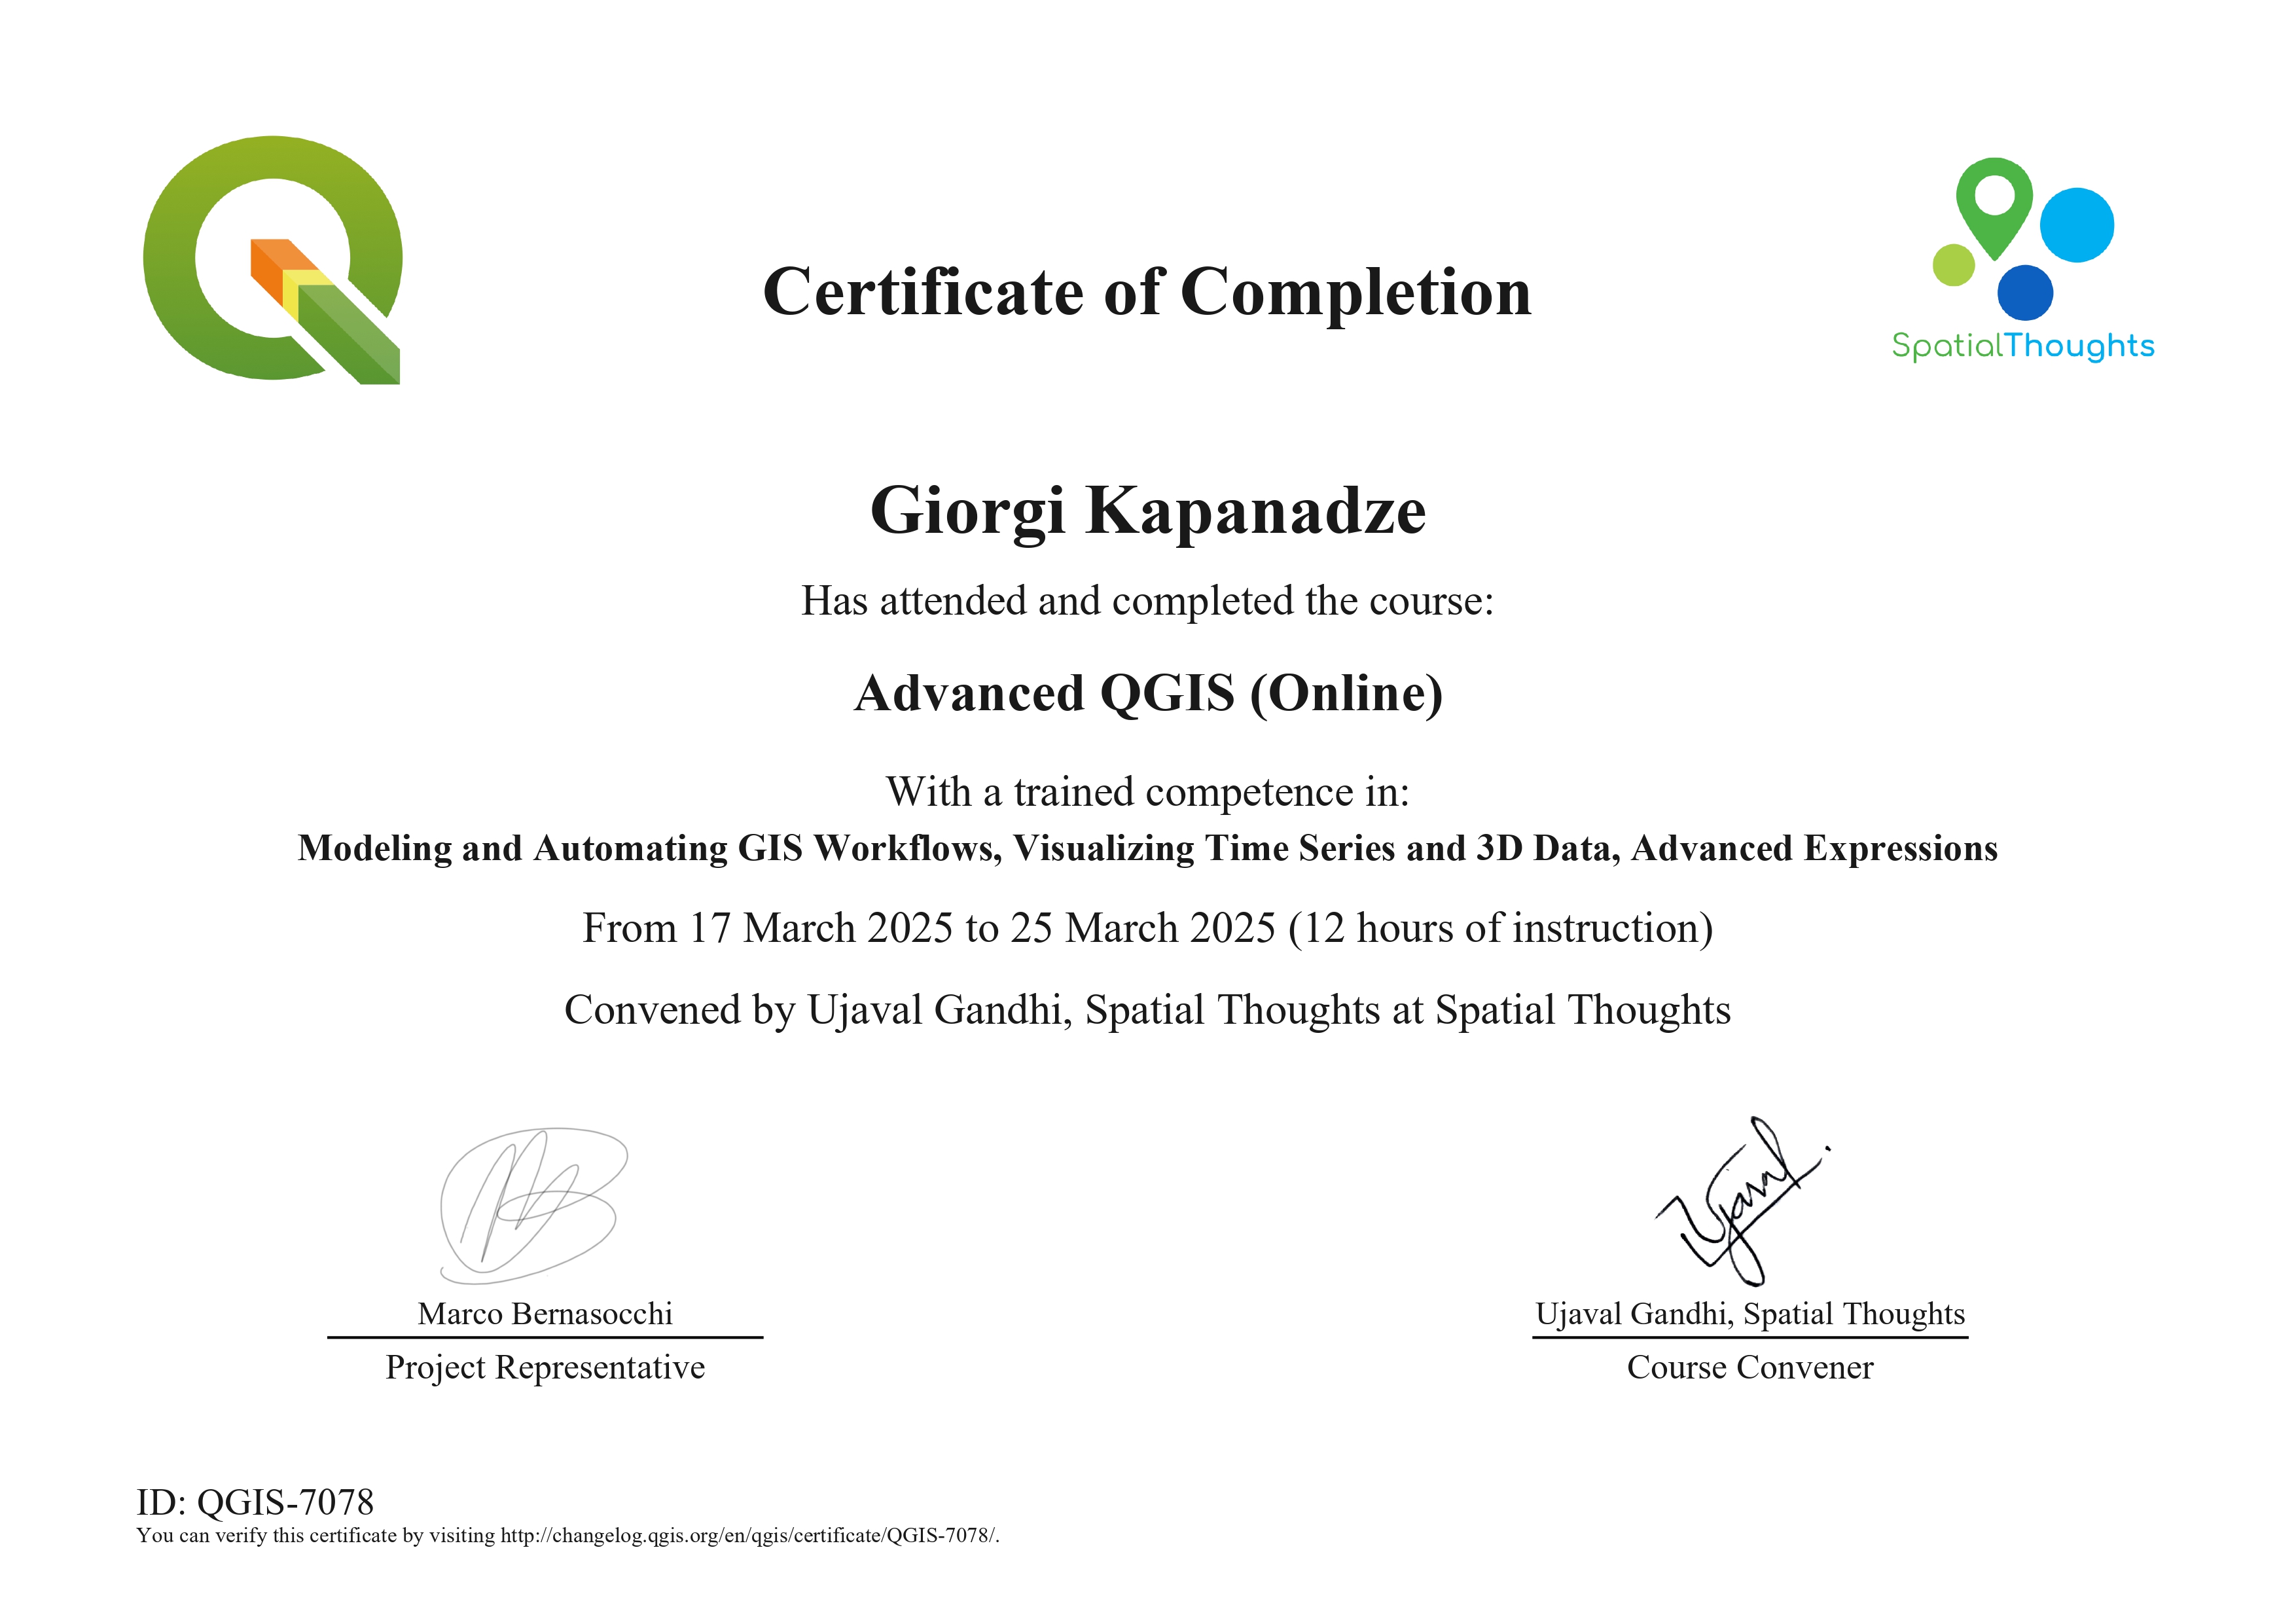 SpatialThoughts
Certificate of Completion
Giorgi Kapanadze
Has attended and completed the course:
Advanced QGIS (Online)
With a trained competence in:
Modeling and Automating GIS Workflows, Visualizing Time Series and 3D Data, Advanced Expressions
From 17 March 2025 to 25 March 2025 (12 hours of instruction)
Convened by Ujaval Gandhi, Spatial Thoughts at Spatial Thoughts
Marco Bernasocchi
Project Representative
Ujaval Gandhi, Spatial Thoughts
Course Convener
ID: QGIS-7078
You can verify this certificate by visiting http://changelog.qgis.org/en/qgis/certificate/QGIS-7078/.